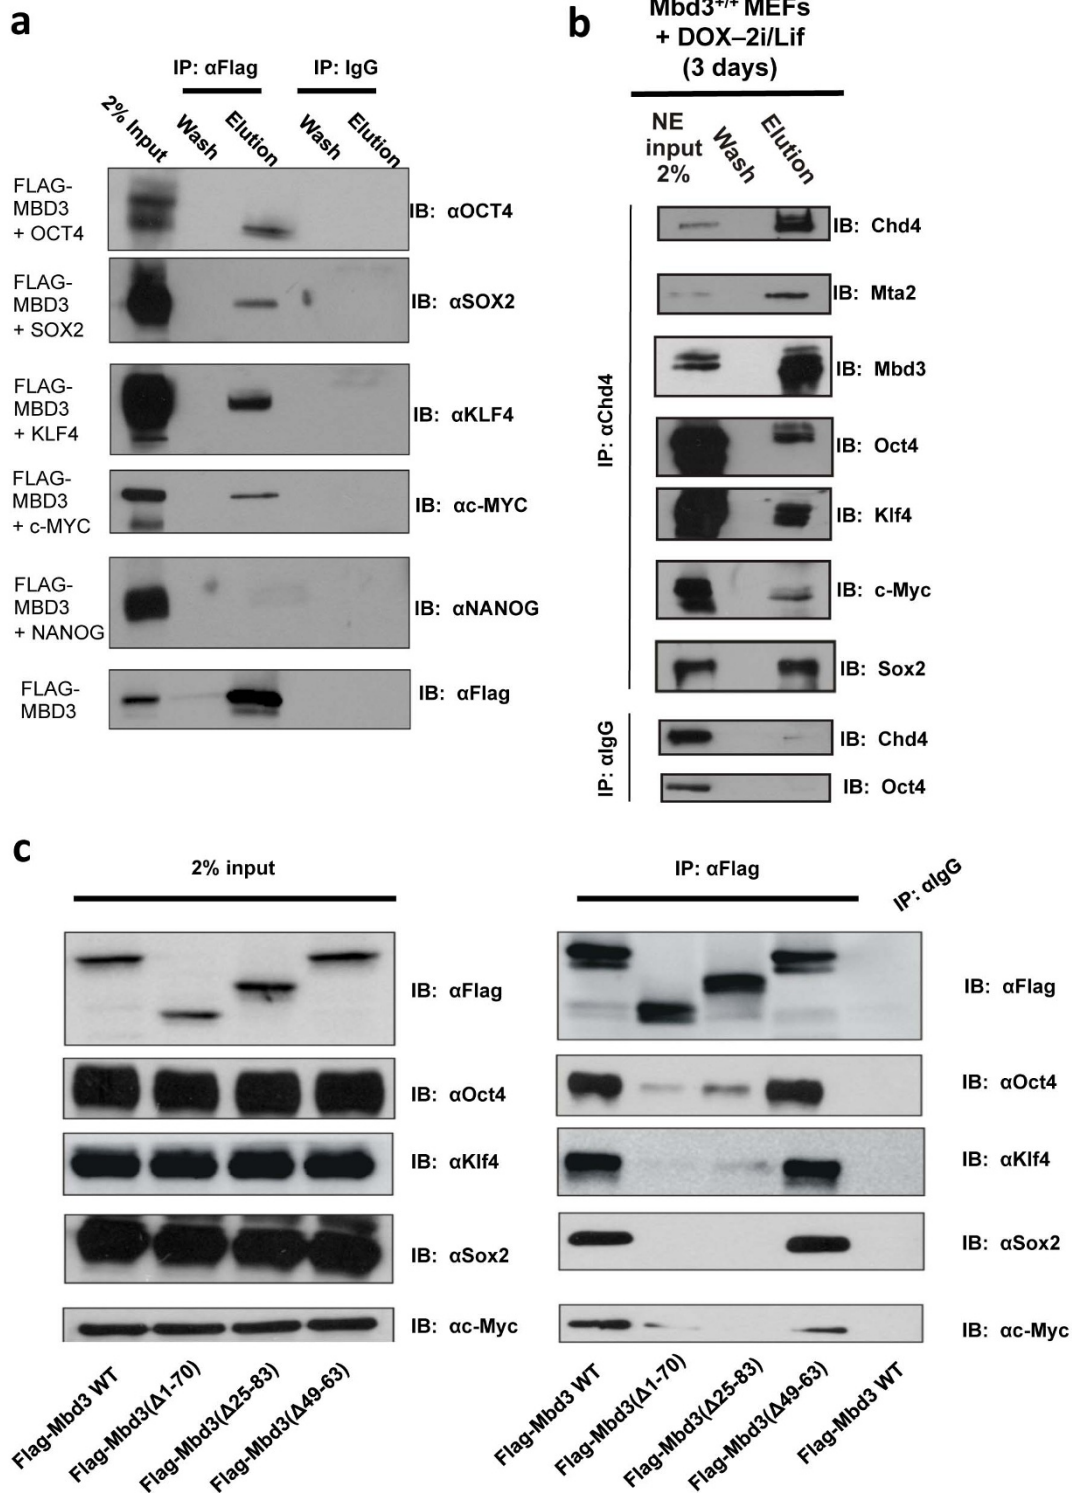 a
IP: αFlag
IP: IgG
2% Input
Wash
Elution
Wash
Elution
FLAG-
MBD3
+ OCT4
IB: αOCT4
FLAG-
MBD3
+ SOX2
IB: αSOX2
FLAG-
MBD3
+ KLF4
IB: αKLF4
FLAG-
MBD3
+ c-MYC
IB: αc-MYC
FLAG-
MBD3
+ NANOG
IB: αNANOG
FLAG-
MBD3
IB: αFlag
b
Mbd3+/+ MEFs
+ DOX–2i/Lif
(3 days)
NE
input
2%
Wash
Elution
IP: αChd4
IB: Chd4
IB: Mta2
IB: Mbd3
IB: Oct4
IB: Klf4
IB: c-Myc
IB: Sox2
IP: αIgG
IB: Chd4
IB: Oct4
c
2% input
IB: αFlag
IB: αOct4
IB: αKlf4
IB: αSox2
IB: αc-Myc
Flag-Mbd3 WT
Flag-Mbd3(Δ1-70)
Flag-Mbd3(Δ25-83)
Flag-Mbd3(Δ49-63)
IP: αFlag
IP: αIgG
IB: αFlag
IB: αOct4
IB: αKlf4
IB: αSox2
IB: αc-Myc
Flag-Mbd3 WT
Flag-Mbd3(Δ1-70)
Flag-Mbd3(Δ25-83)
Flag-Mbd3(Δ49-63)
Flag-Mbd3 WT